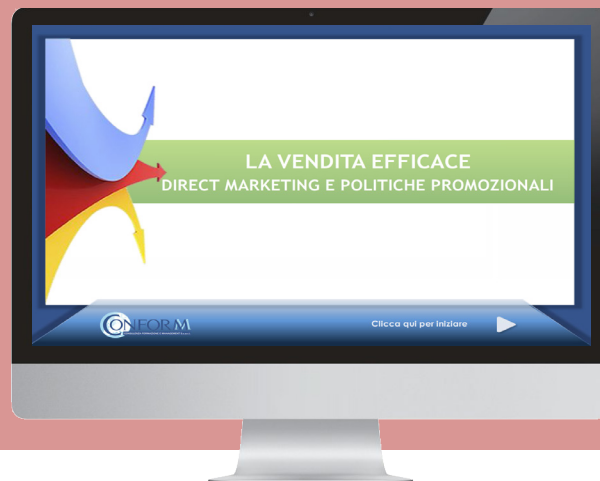 LA VENDITA EFFICACE
DIRECT MARKETING E POLITICHE PROMOZIONALI
CONFORM
Clicca qui per iniziare